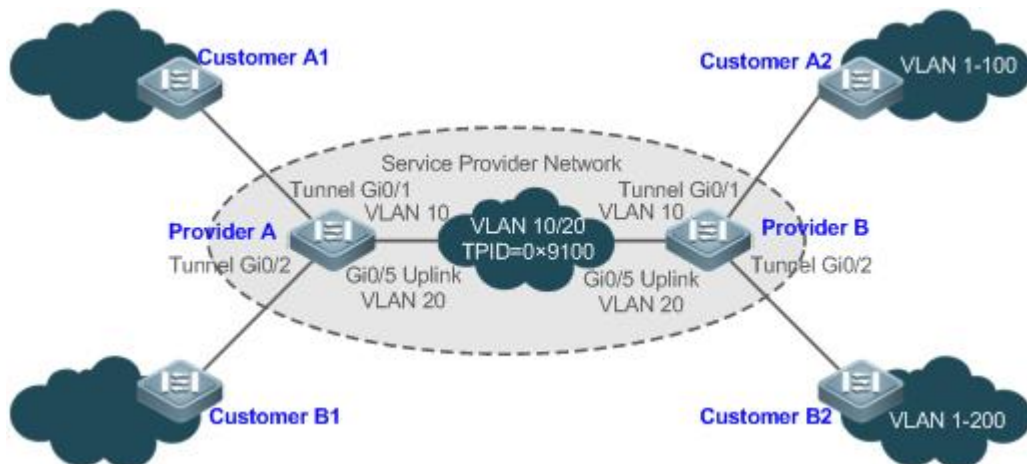 Customer A1
Customer A2
VLAN 1-100
Service Provider Network
Tunnel Gi0/1
VLAN 10
Tunnel Gi0/1
VLAN 10
Provider A
VLAN 10/20
TPID=0×9100
Provider B
Tunnel Gi0/2
Gi0/5 Uplink
VLAN 20
Gi0/5 Uplink
VLAN 20
Tunnel Gi0/2
Customer B1
Customer B2
VLAN 1-200